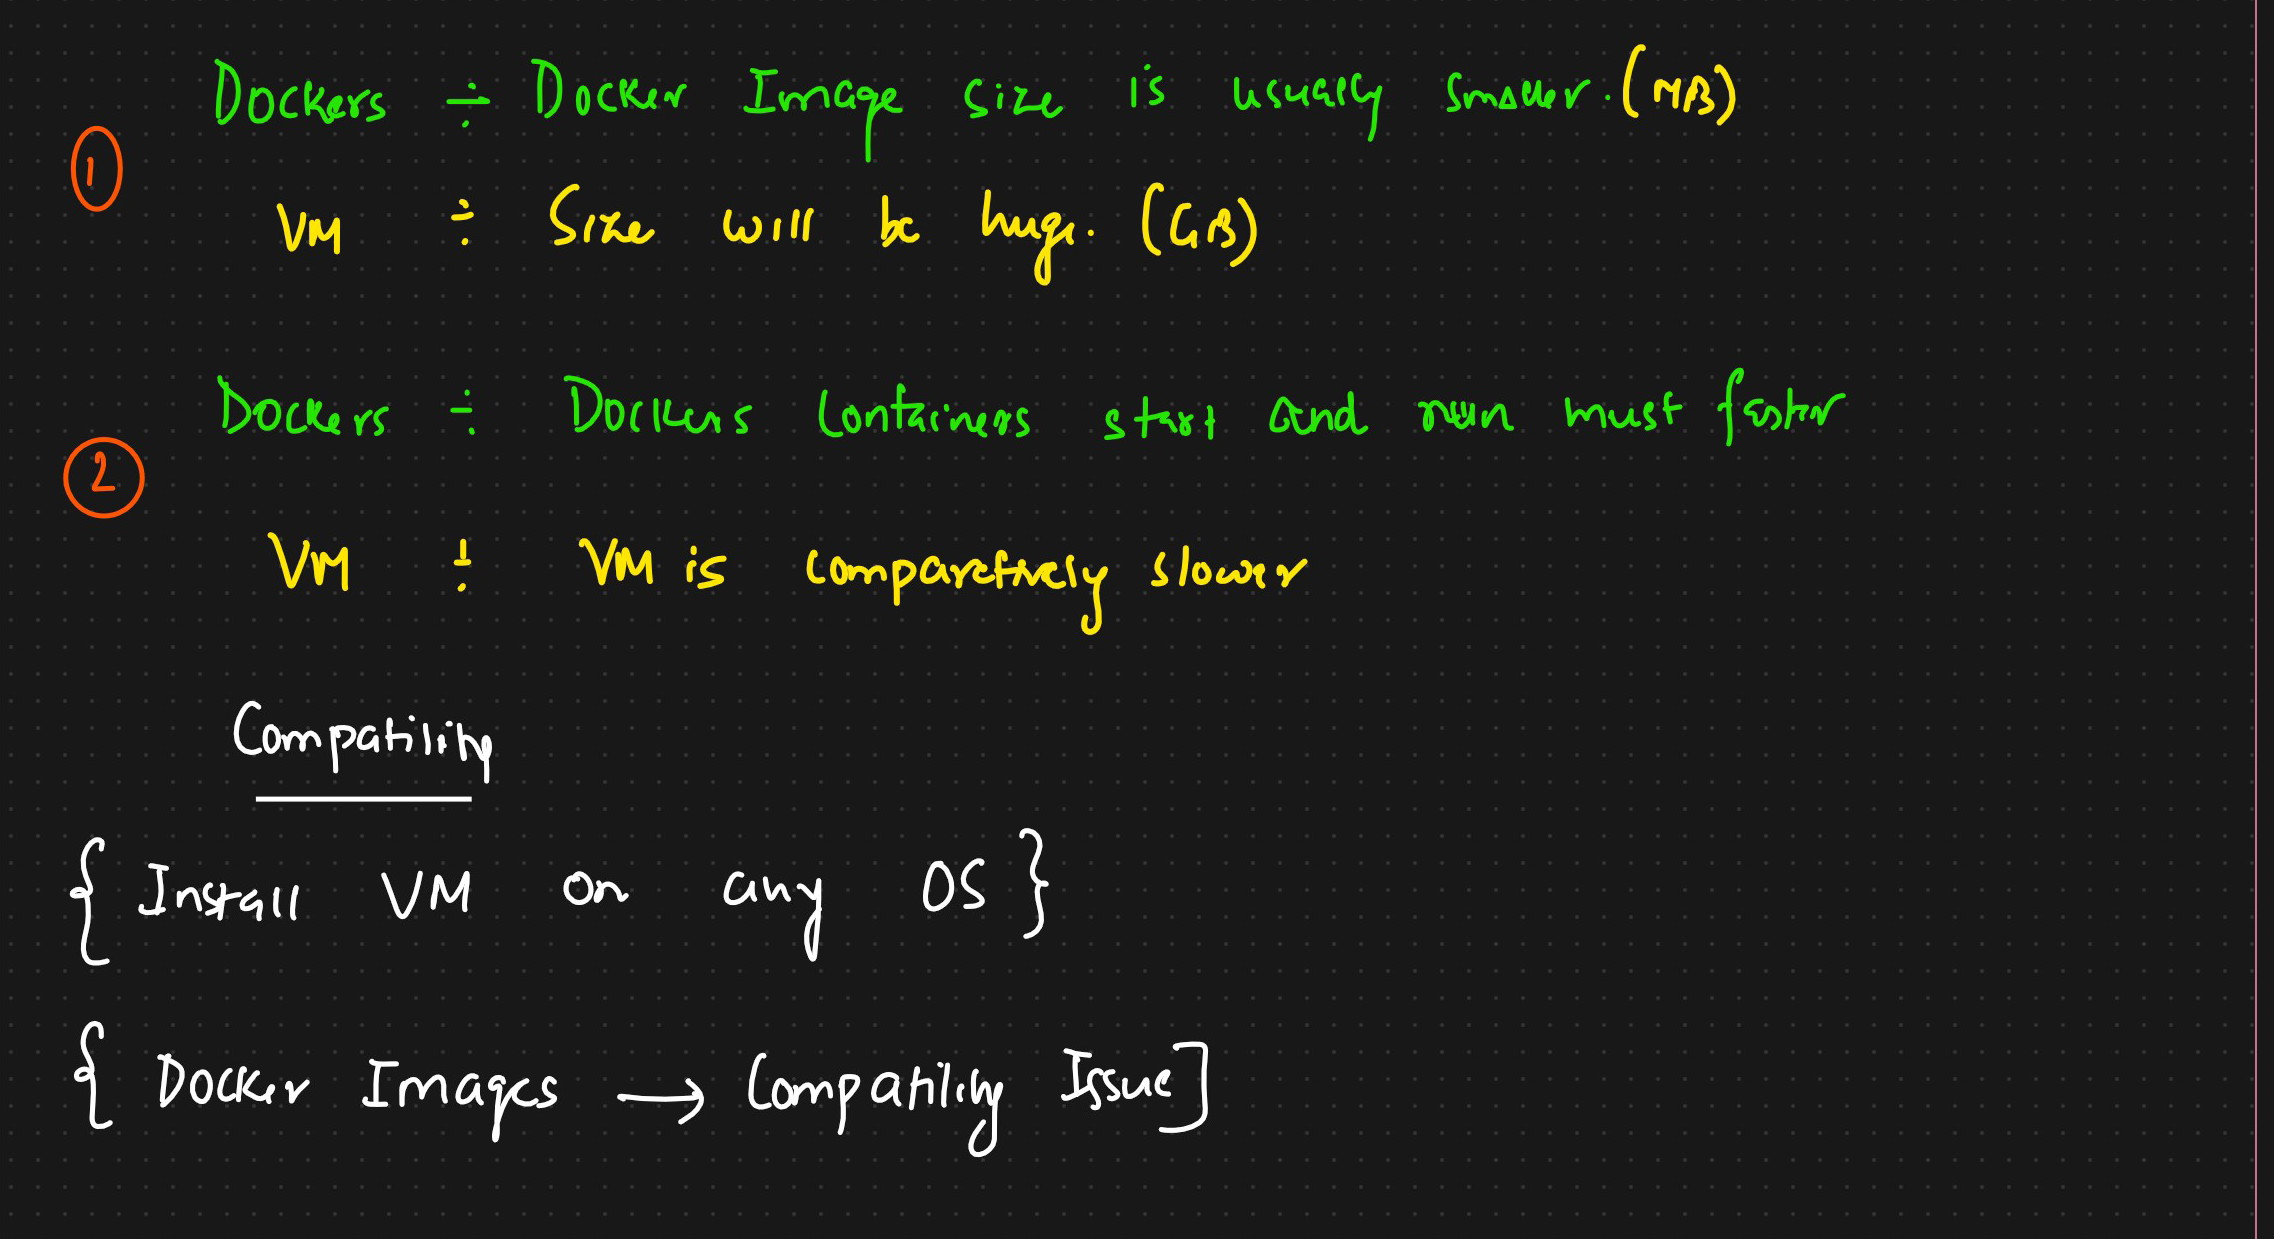 Dockers ÷ Docker Image size is usually smaller. (MB)
1
VM ÷ Size will be huge. (GB)
Dockers ÷ Dockers Containers start and run must faster
2
VM ÷ VM is comparatively slower
Compatility
{ Install VM on any OS }
{ Docker Images → Compatility Issue ]